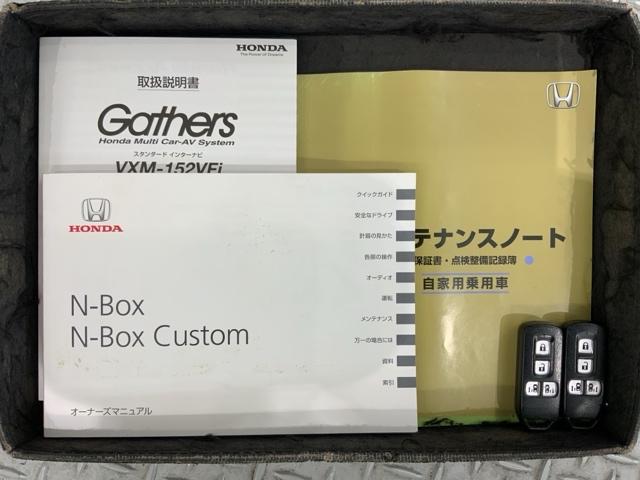 HONDA
The Power of Dreams
取扱説明書
Gathers
Honda Multi Car-AV System
スタンダード インターナビ
VXM-152VFi
HONDA
N-Box
N-Box Custom
オーナーズマニュアル
クイックガイド
安全なドライブ
計器の見かた
各部の操作
オーディオ
運転
メンテナンス
万一の場合には
資料
索引
テナンスノート
保証書・点検整備記録簿
自家用乗用車